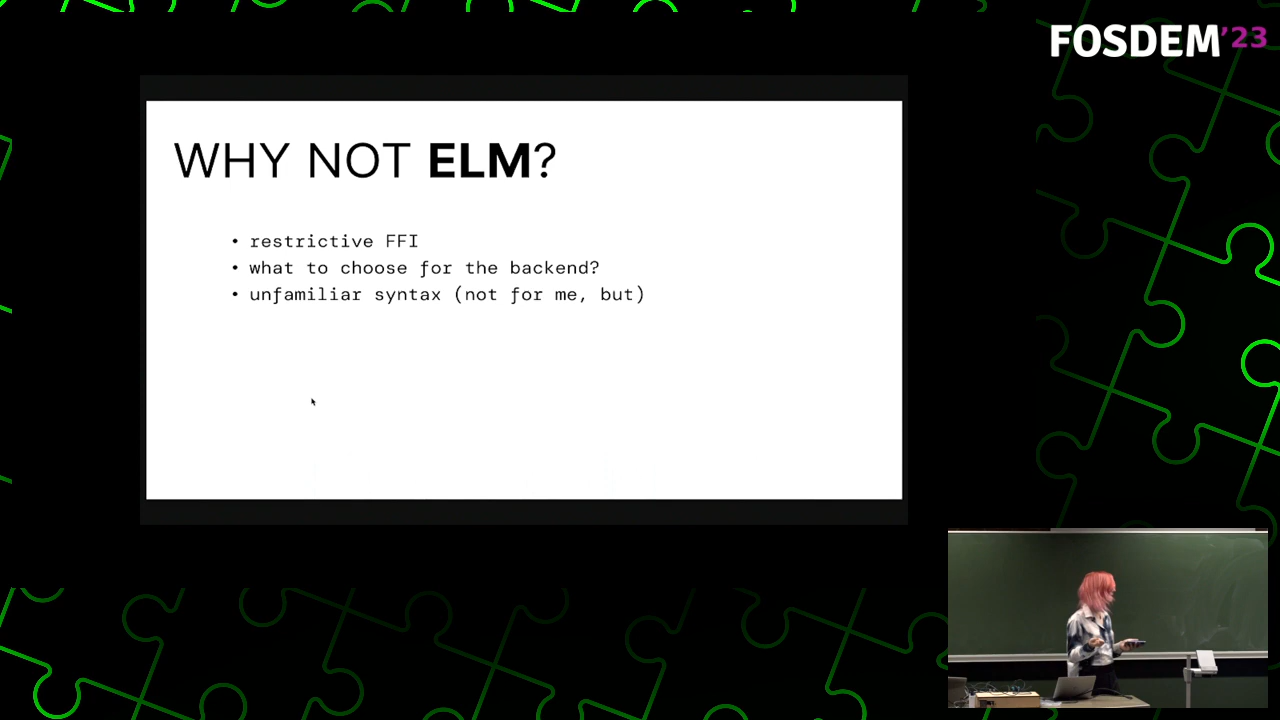 FOSDEM'23
WHY NOT ELM?
• restrictive FFI
• what to choose for the backend?
• unfamiliar syntax (not for me, but)